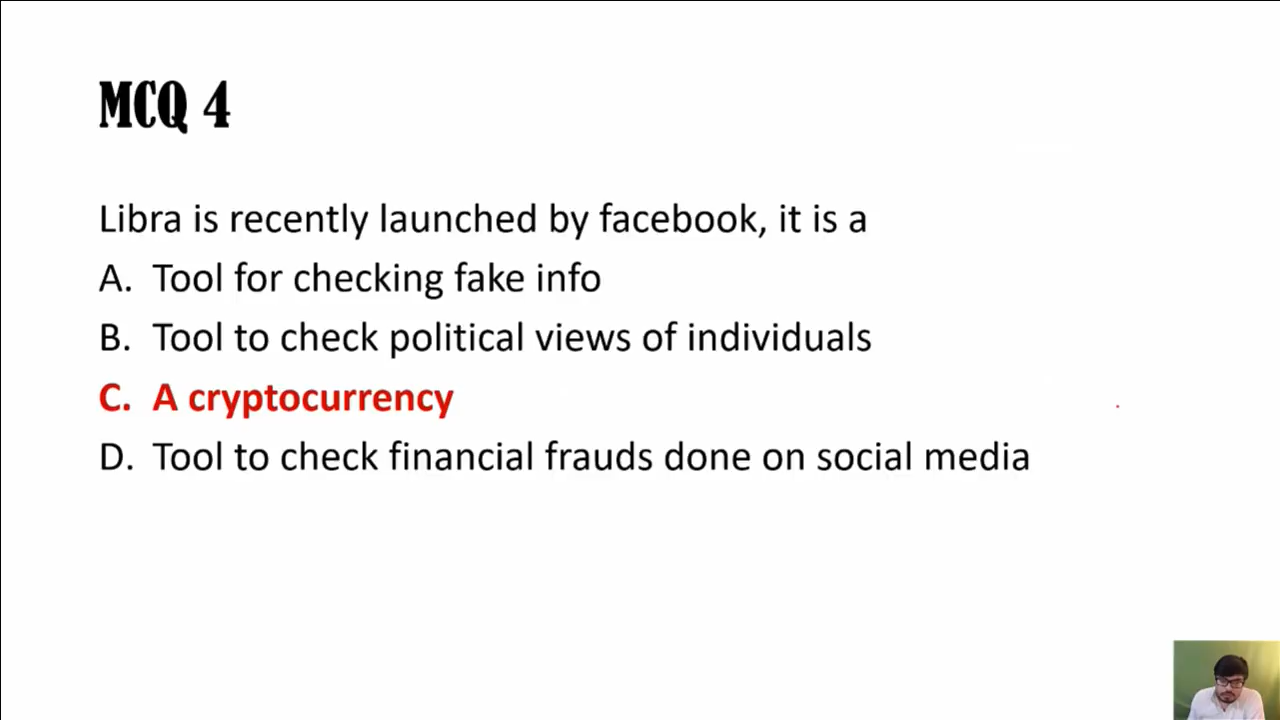 MCQ 4
Libra is recently launched by facebook, it is a
A. Tool for checking fake info
B. Tool to check political views of individuals
C. A cryptocurrency
D. Tool to check financial frauds done on social media